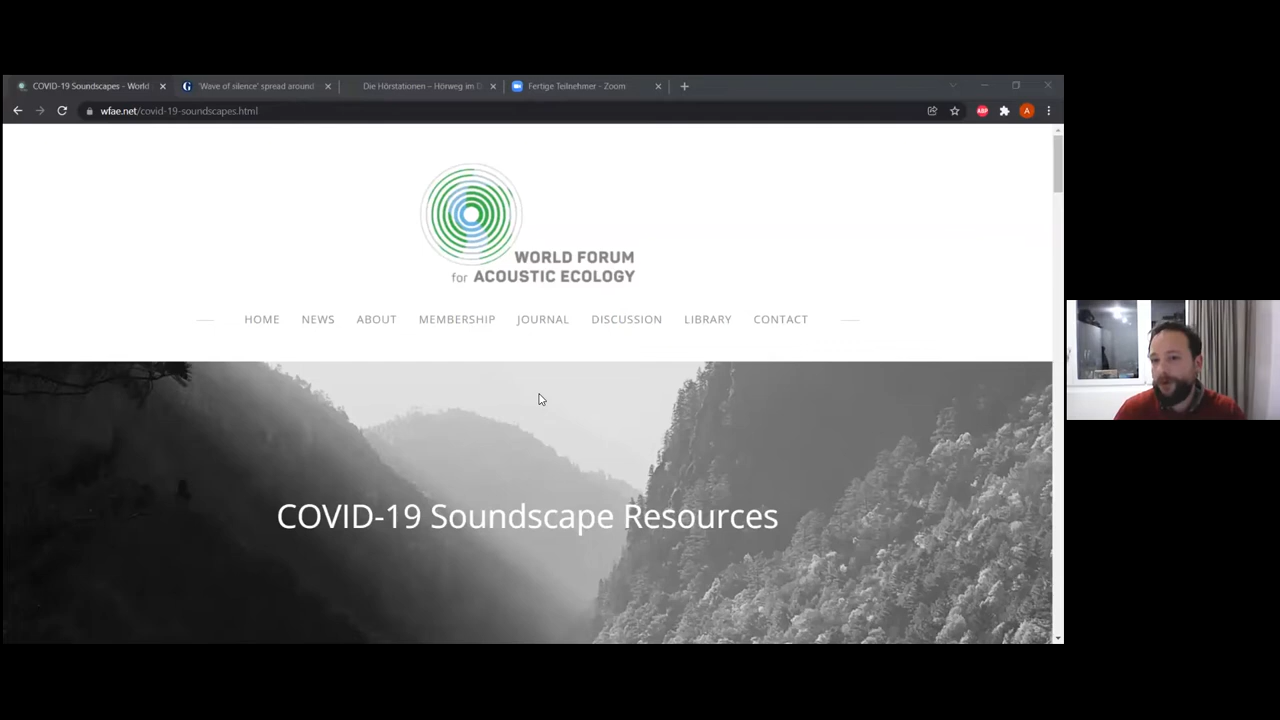 COVID-19 Soundscapes - World
'Wave of silence' spread around
Die Hörstationen – Hörweg im D
Fertige Teilnehmer - Zoom
wfae.net/covid-19-soundscapes.html
ABP
A
WORLD FORUM
for ACOUSTIC ECOLOGY
HOME NEWS ABOUT MEMBERSHIP JOURNAL DISCUSSION LIBRARY CONTACT
COVID-19 Soundscape Resources